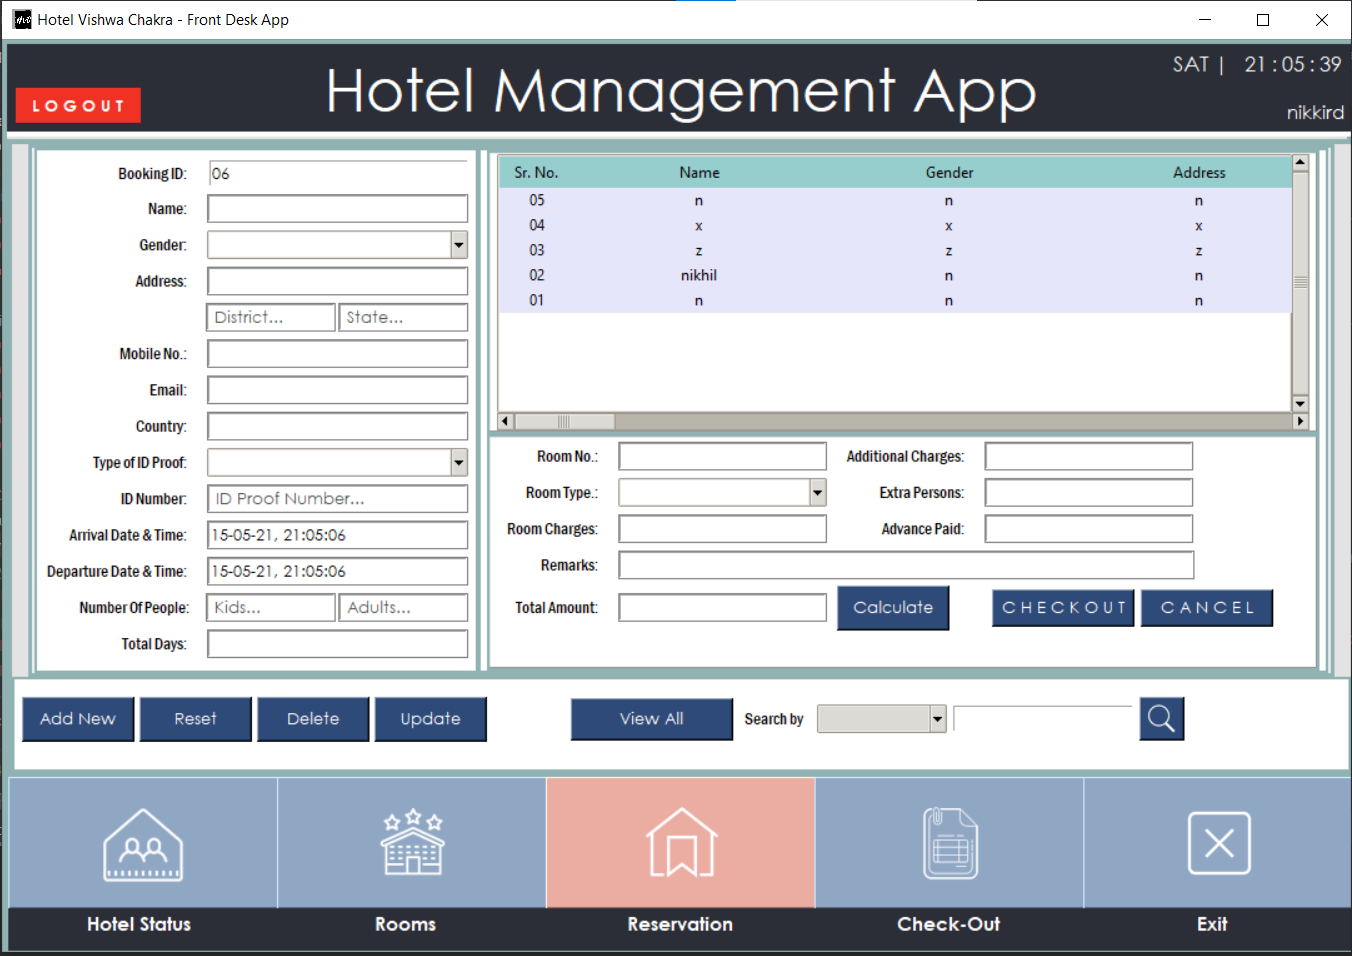 Hotel Vishwa Chakra - Front Desk App
SAT | 21 : 05 : 39
Hotel Management App
LOGOUT
nikkird
Booking ID: 06
Name:
Gender:
Address:
District... State...
Mobile No.:
Email:
Country:
Type of ID Proof:
ID Number: ID Proof Number...
Arrival Date & Time: 15-05-21, 21:05:06
Departure Date & Time: 15-05-21, 21:05:06
Number Of People: Kids... Adults...
Total Days:
Sr. No. Name Gender Address
05 n n n
04 x x x
03 z z z
02 nikhil n n
01 n n n
Room No.: Additional Charges:
Room Type.: Extra Persons:
Room Charges: Advance Paid:
Remarks:
Total Amount: Calculate CHECKOUT CANCEL
Add New Reset Delete Update View All Search by
Hotel Status Rooms Reservation Check-Out Exit